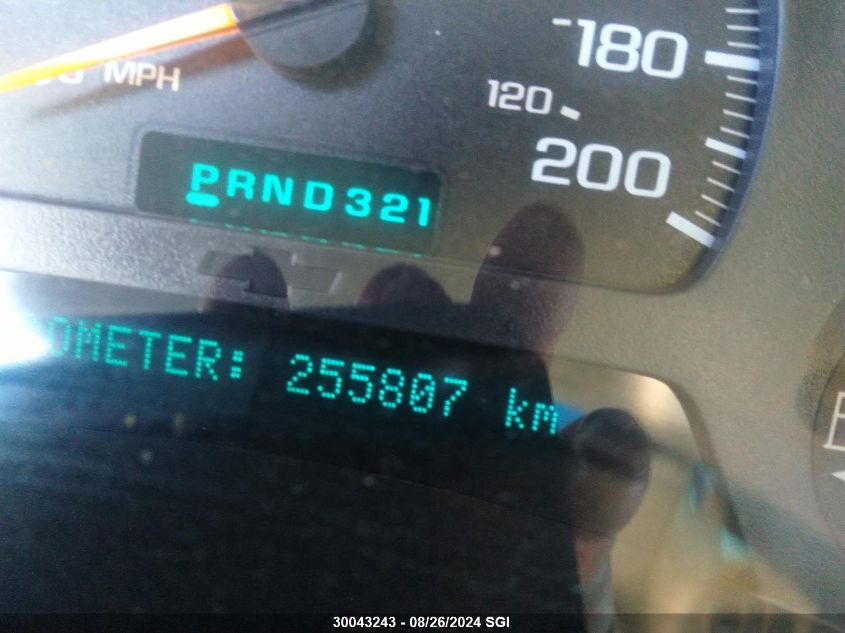 180
MPH
120
200
PRND321
OMETER: 255807 km
30043243 - 08/26/2024 SGI